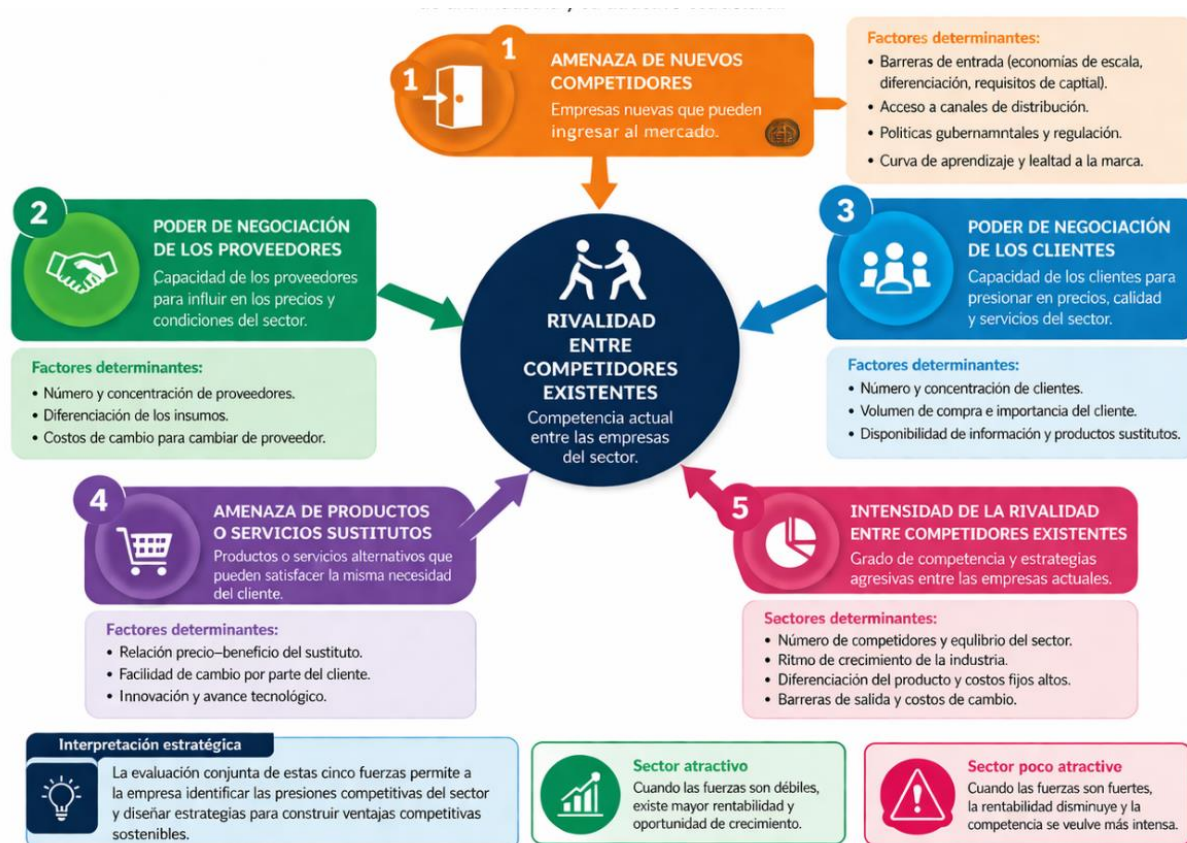 1
1
AMENAZA DE NUEVOS
COMPETIDORES
Empresas nuevas que pueden
ingresar al mercado.
Factores determinantes:
• Barreras de entrada (economías de escala,
diferenciación, requisitos de captial).
• Acceso a canales de distribución.
• Politicas gubernamntales y regulación.
• Curva de aprendizaje y lealtad a la marca.
2
PODER DE NEGOCIACIÓN
DE LOS PROVEEDORES
Capacidad de los proveedores
para influir en los precios y
condiciones del sector.
Factores determinantes:
• Número y concentración de proveedores.
• Diferenciación de los insumos.
• Costos de cambio para cambiar de proveedor.
RIVALIDAD
ENTRE
COMPETIDORES
EXISTENTES
Competencia actual
entre las empresas
del sector.
3
PODER DE NEGOCIACIÓN
DE LOS CLIENTES
Capacidad de los clientes para
presionar en precios, calidad
y servicios del sector.
Factores determinantes:
• Número y concentración de clientes.
• Volumen de compra e importancia del cliente.
• Disponibilidad de información y productos sustitutos.
4
AMENAZA DE PRODUCTOS
O SERVICIOS SUSTITUTOS
Productos o servicios alternativos que
pueden satisfacer la misma necesidad
del cliente.
Factores determinantes:
• Relación precio–beneficio del sustituto.
• Facilidad de cambio por parte del cliente.
• Innovación y avance tecnológico.
5
INTENSIDAD DE LA RIVALIDAD
ENTRE COMPETIDORES EXISTENTES
Grado de competencia y estrategias
agresivas entre las empresas actuales.
Sectores determinantes:
• Número de competidores y equlibrio del sector.
• Ritmo de crecimiento de la industria.
• Diferenciación del producto y costos fijos altos.
• Barreras de salida y costos de cambio.
Interpretación estratégica
La evaluación conjunta de estas cinco fuerzas permite a
la empresa identificar las presiones competitivas del sector
y diseñar estrategias para construir ventajas competitivas
sostenibles.
Sector atractivo
Cuando las fuerzas son débiles,
existe mayor rentabilidad y
oportunidad de crecimiento.
Sector poco attractive
Cuando las fuerzas son fuertes,
la rentabilidad disminuye y la
competencia se veulve más intensa.